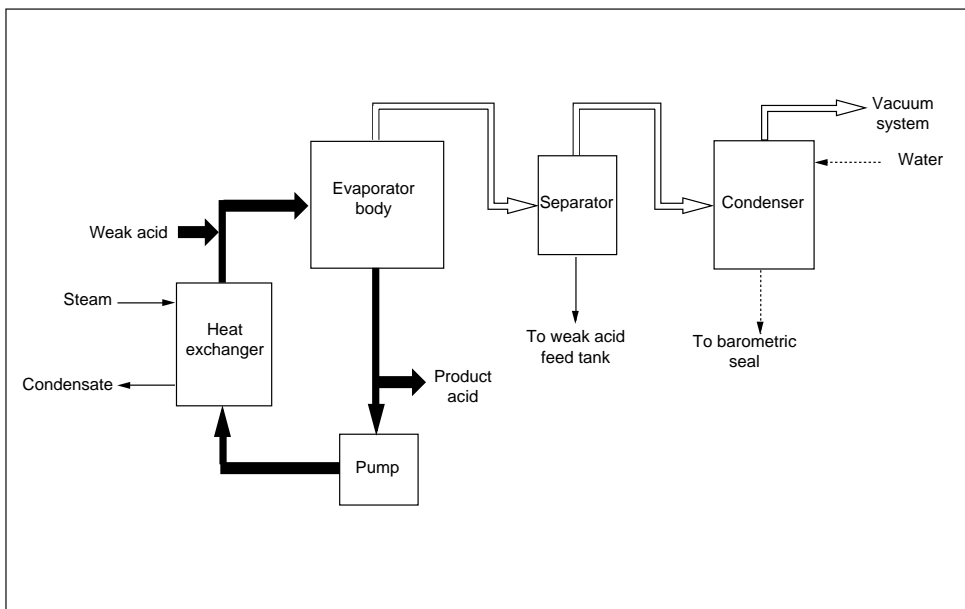 Vacuum
system
Water
Evaporator
body
Separator
Condenser
Weak acid
Steam
Heat
exchanger
To weak acid
feed tank
To barometric
seal
Condensate
Product
acid
Pump